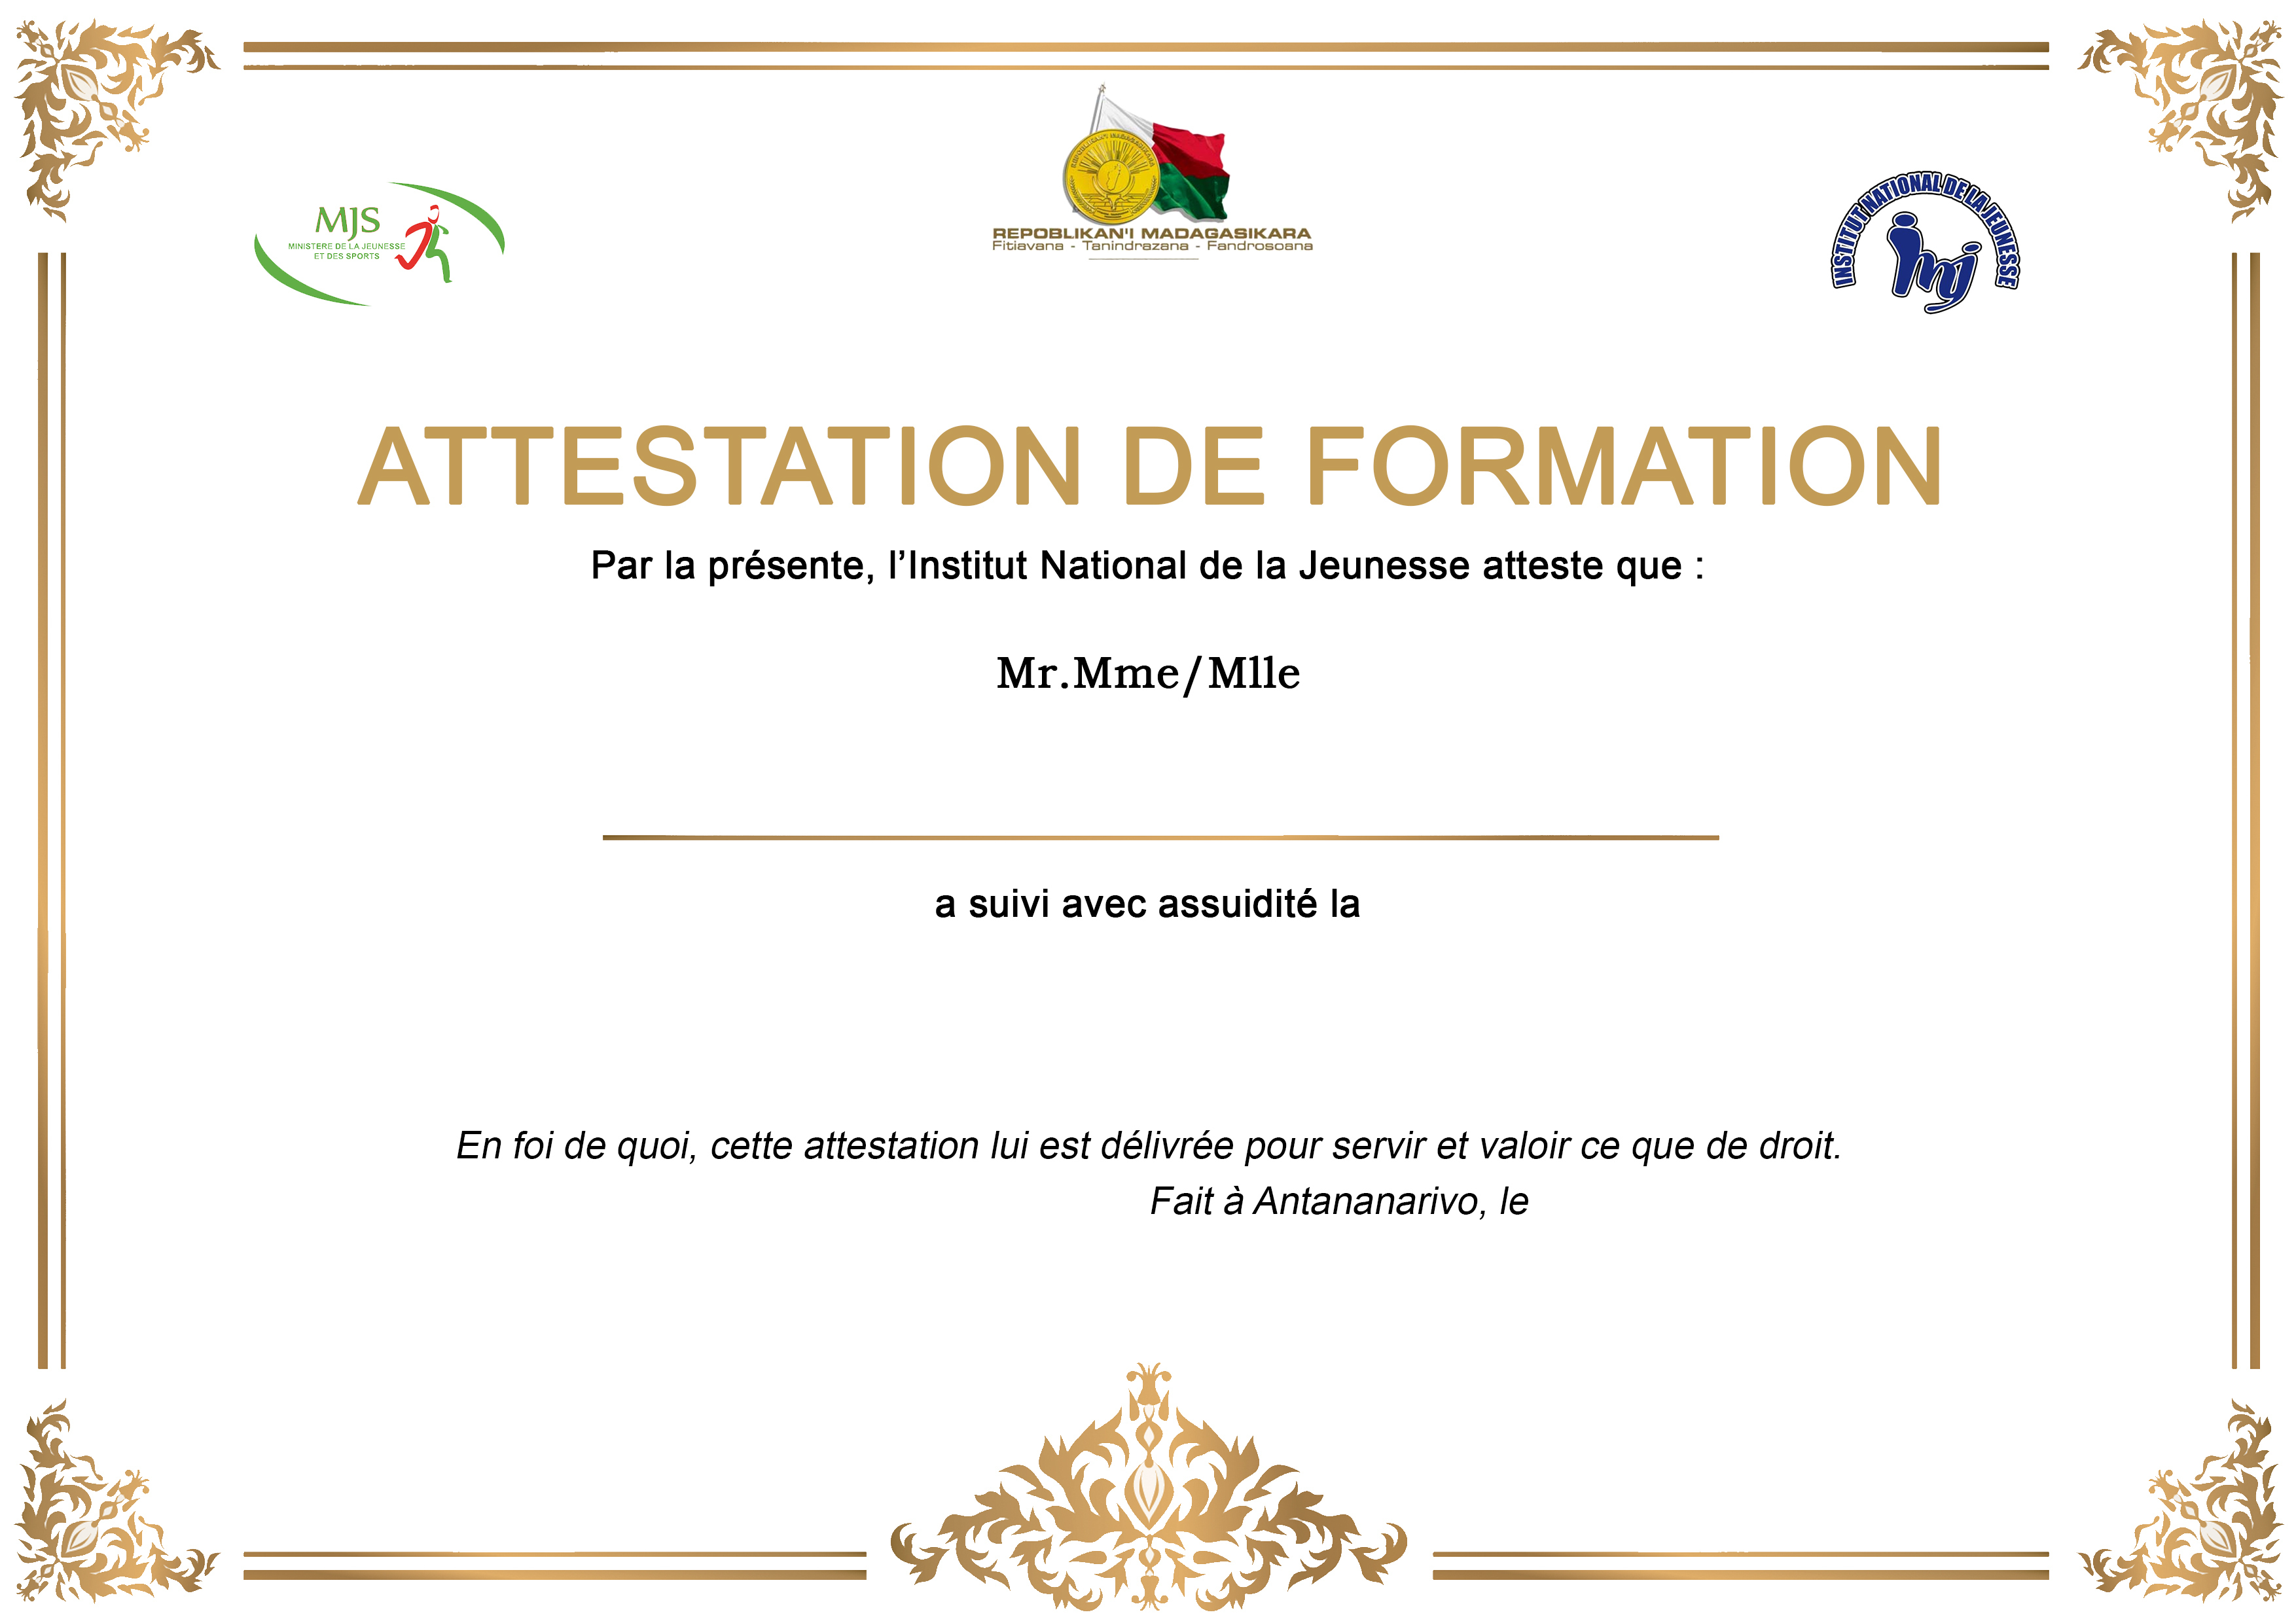 REPOBLIKAN'I MADAGASIKARA
Fitiavana - Tanindrazana - Fandrosoana
MJS
MINISTERE DE LA JEUNESSE
ET DES SPORTS
INSTITUT NATIONAL DE LA JEUNESSE
ınj
ATTESTATION DE FORMATION
Par la présente, l’Institut National de la Jeunesse atteste que :
Mr.Mme/Mlle
a suivi avec assuidité la
En foi de quoi, cette attestation lui est délivrée pour servir et valoir ce que de droit.
Fait à Antananarivo, le